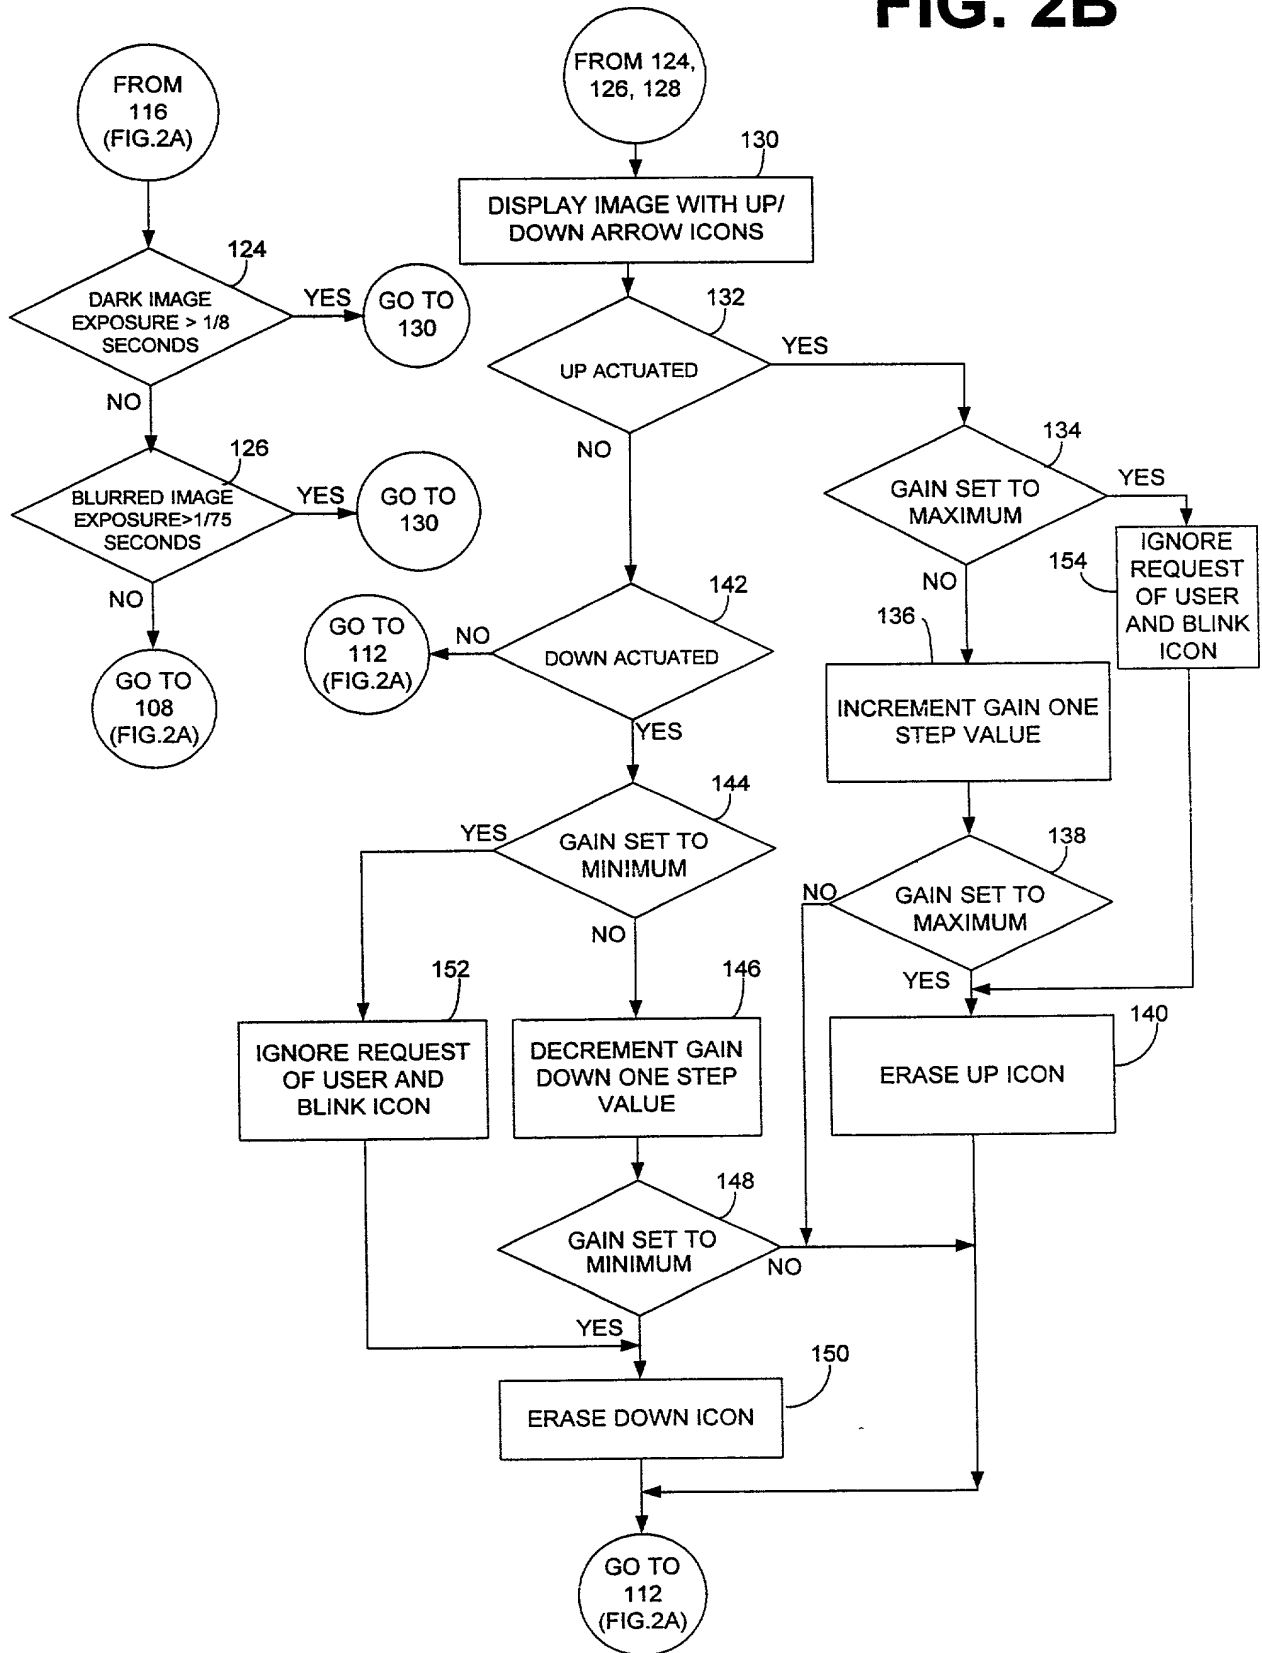 FIG. 2B
FROM
116
(FIG.2A)
124
DARK IMAGE
EXPOSURE > 1/8
SECONDS
YES
GO TO
130
NO
126
BLURRED IMAGE
EXPOSURE>1/75
SECONDS
YES
GO TO
130
NO
GO TO
108
(FIG.2A)
FROM 124,
126, 128
130
DISPLAY IMAGE WITH UP/
DOWN ARROW ICONS
132
UP ACTUATED
YES
NO
134
GAIN SET TO
MAXIMUM
YES
NO
154
IGNORE
REQUEST
OF USER
AND BLINK
ICON
136
INCREMENT GAIN ONE
STEP VALUE
138
GAIN SET TO
MAXIMUM
NO
YES
140
ERASE UP ICON
142
DOWN ACTUATED
NO
GO TO
112
(FIG.2A)
YES
144
GAIN SET TO
MINIMUM
YES
NO
152
IGNORE REQUEST
OF USER AND
BLINK ICON
146
DECREMENT GAIN
DOWN ONE STEP
VALUE
148
GAIN SET TO
MINIMUM
NO
YES
150
ERASE DOWN ICON
GO TO
112
(FIG.2A)